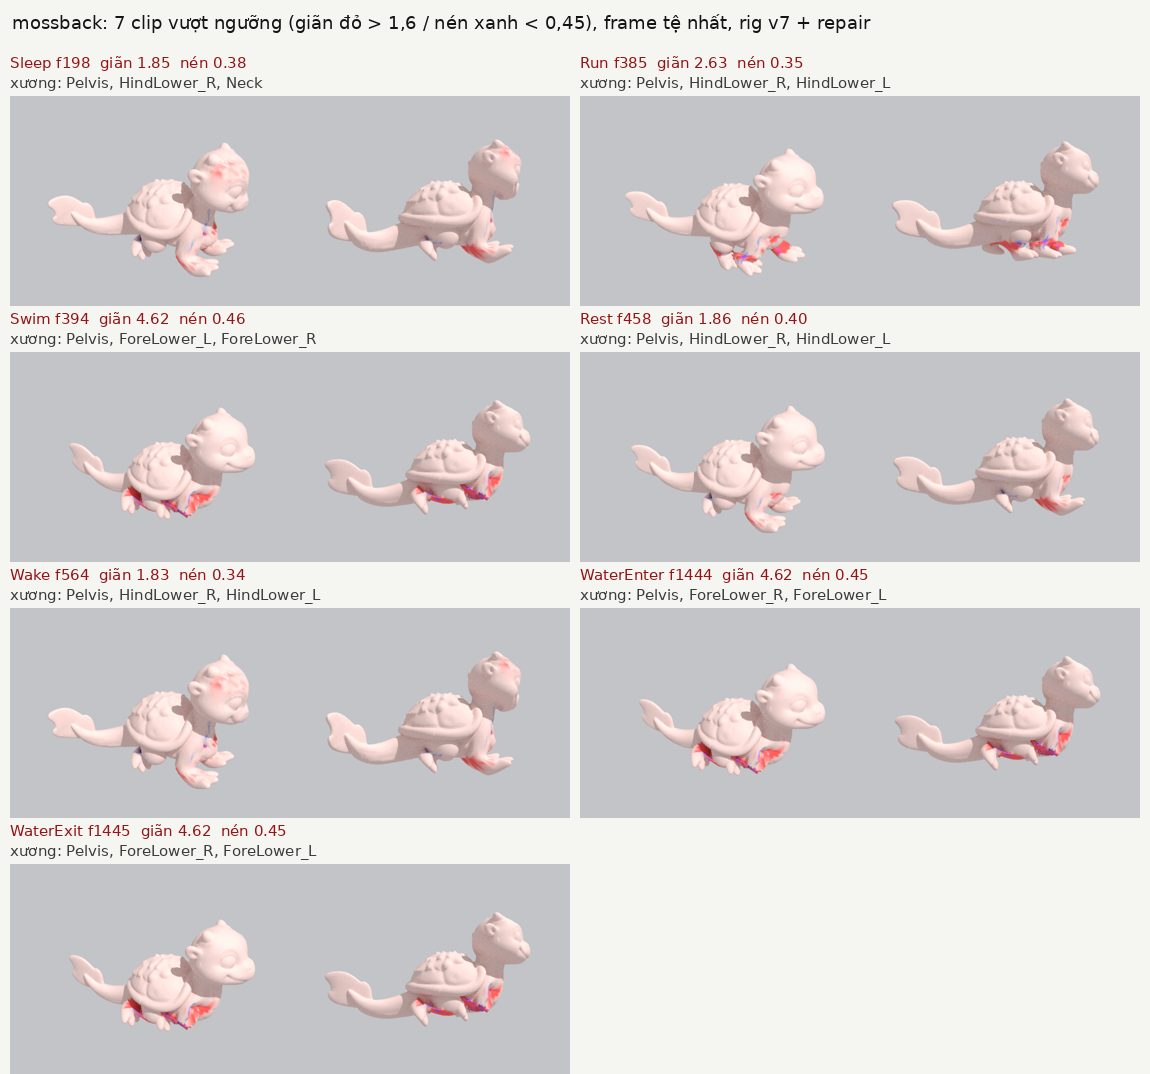 mossback: 7 clip vượt ngưỡng (giãn đỏ > 1,6 / nén xanh < 0,45), frame tệ nhất, rig v7 + repair
Sleep f198  giãn 1.85  nén 0.38
xương: Pelvis, HindLower_R, Neck
Run f385  giãn 2.63  nén 0.35
xương: Pelvis, HindLower_R, HindLower_L
Swim f394  giãn 4.62  nén 0.46
xương: Pelvis, ForeLower_L, ForeLower_R
Rest f458  giãn 1.86  nén 0.40
xương: Pelvis, HindLower_R, HindLower_L
Wake f564  giãn 1.83  nén 0.34
xương: Pelvis, HindLower_R, HindLower_L
WaterEnter f1444  giãn 4.62  nén 0.45
xương: Pelvis, ForeLower_R, ForeLower_L
WaterExit f1445  giãn 4.62  nén 0.45
xương: Pelvis, ForeLower_R, ForeLower_L